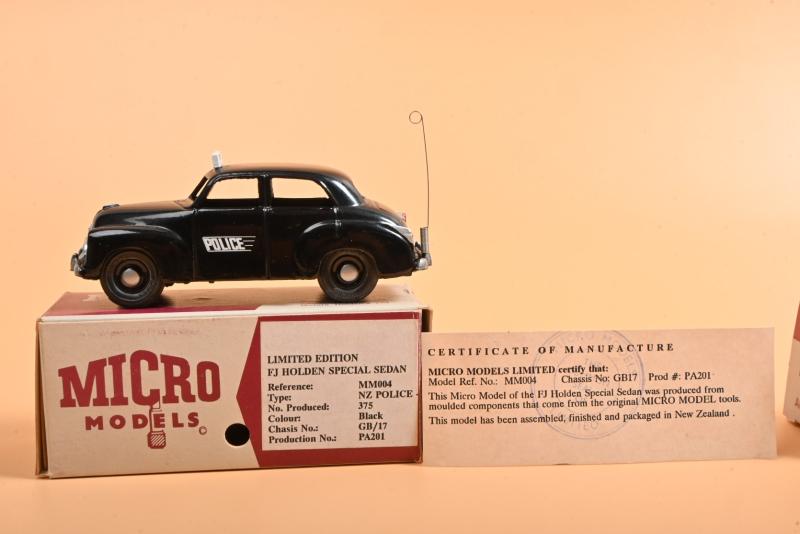 POLICE
MICRO
MODELS ©
LIMITED EDITION
FJ HOLDEN SPECIAL SEDAN
Reference: MM004
Type: NZ POLICE -
No. Produced: 375
Colour: Black
Chassis No.: GB/17
Production No.: PA201
CERTIFICATE OF MANUFACTURE
MICRO MODELS LIMITED certify that:
Model Ref. No.: MM004 Chassis No: GB17 Prod #: PA201
This Micro Model of the FJ Holden Special Sedan was produced from
moulded components that come from the original MICRO MODEL tools.
This model has been assembled, finished and packaged in New Zealand .